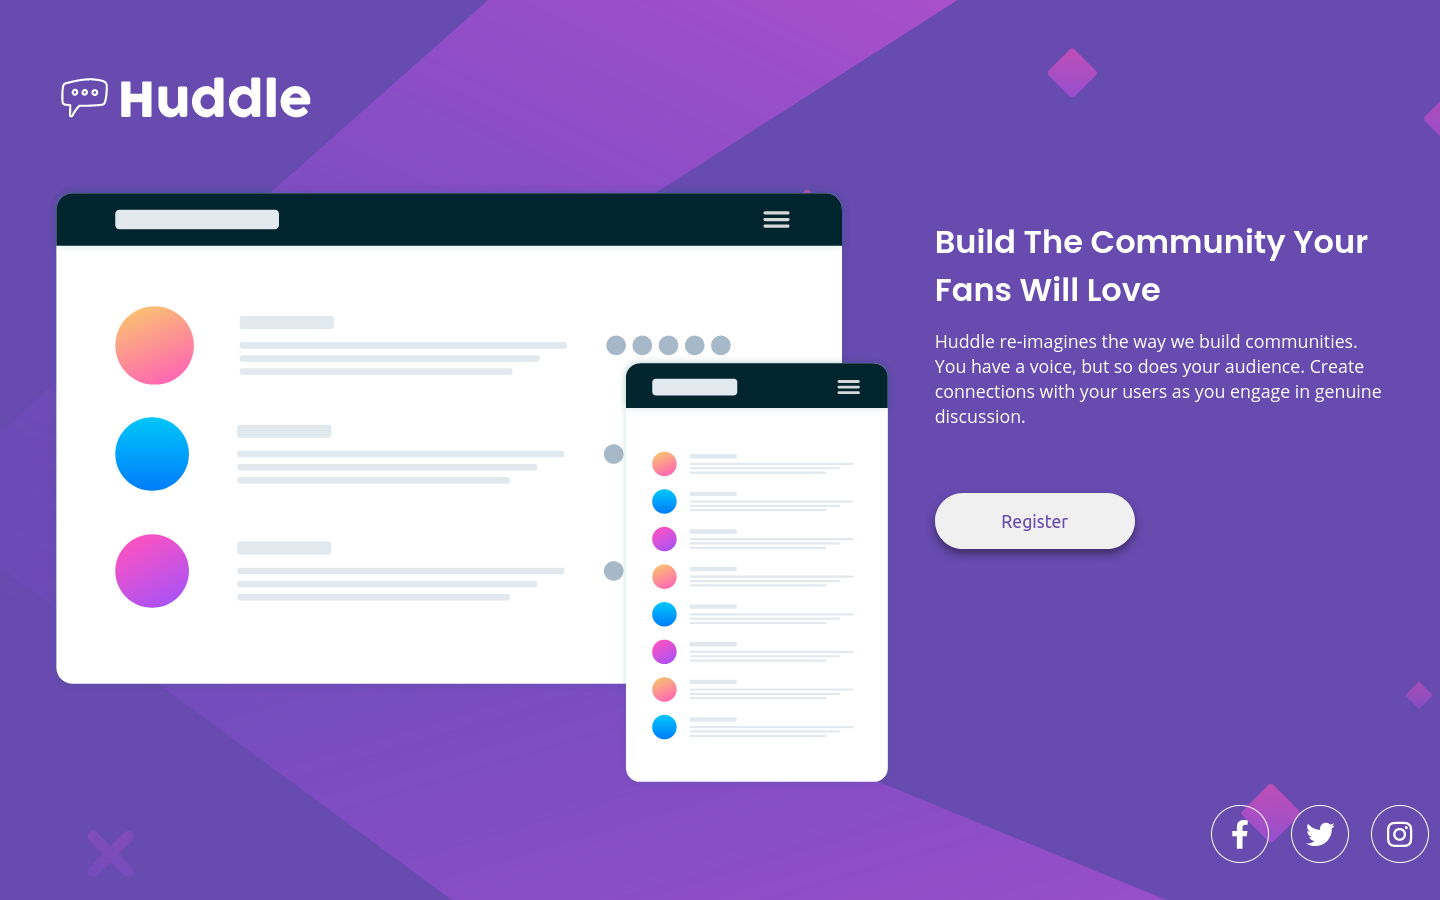 Huddle
Build The Community Your
Fans Will Love
Huddle re-imagines the way we build communities.
You have a voice, but so does your audience. Create
connections with your users as you engage in genuine
discussion.
Register